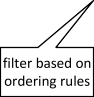 filter based on
ordering rules